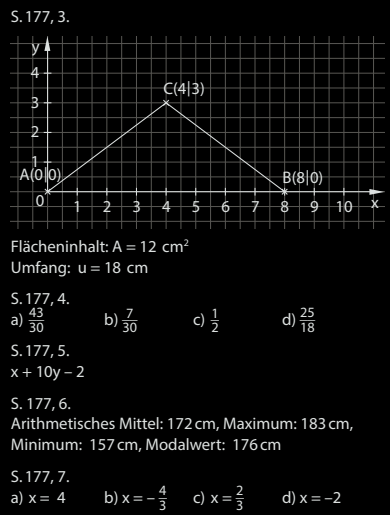 S. 177, 3.
y
4
3
2
1
C(4|3)
A(0|0)
B(8|0)
0 1 2 3 4 5 6 7 8 9 10 x
Flächeninhalt: A = 12 cm²
Umfang: u = 18 cm
S. 177, 4.
a) 43/30 b) 7/30 c) 1/2 d) 25/18
S. 177, 5.
x + 10y – 2
S. 177, 6.
Arithmetisches Mittel: 172 cm, Maximum: 183 cm,
Minimum: 157 cm, Modalwert: 176 cm
S. 177, 7.
a) x = 4 b) x = – 4/3 c) x = 2/3 d) x = –2